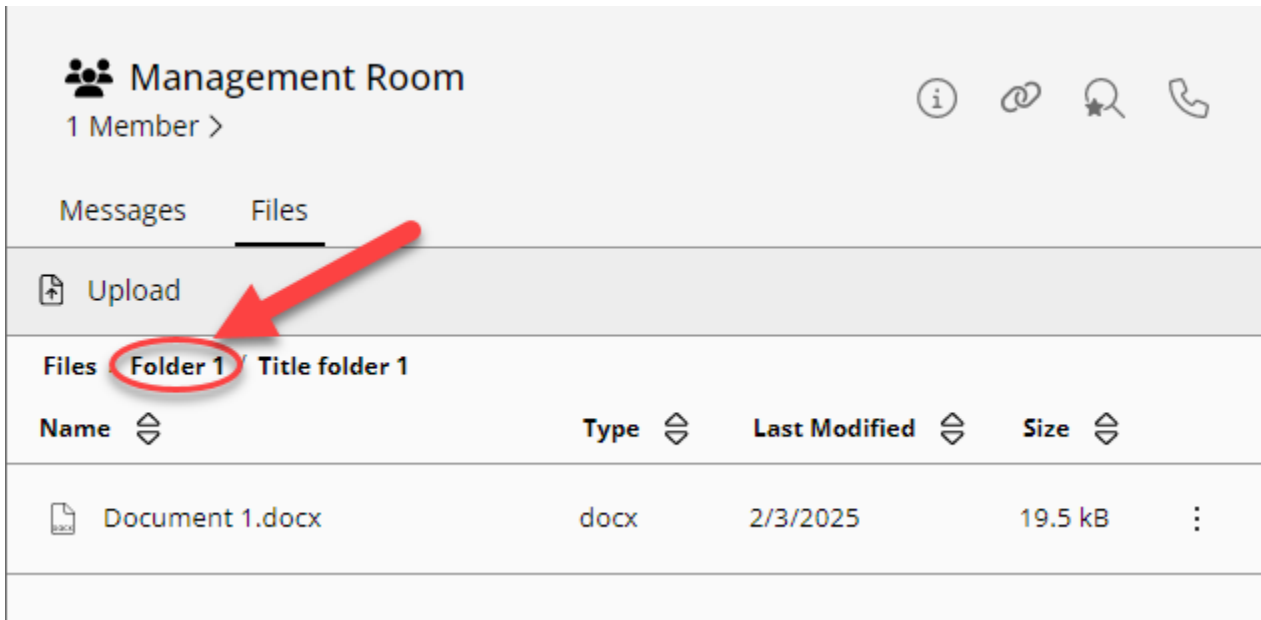 Management Room
1 Member >
Messages Files
Upload
Files / Folder 1 / Title folder 1
Name Type Last Modified Size
Document 1.docx docx 2/3/2025 19.5 kB